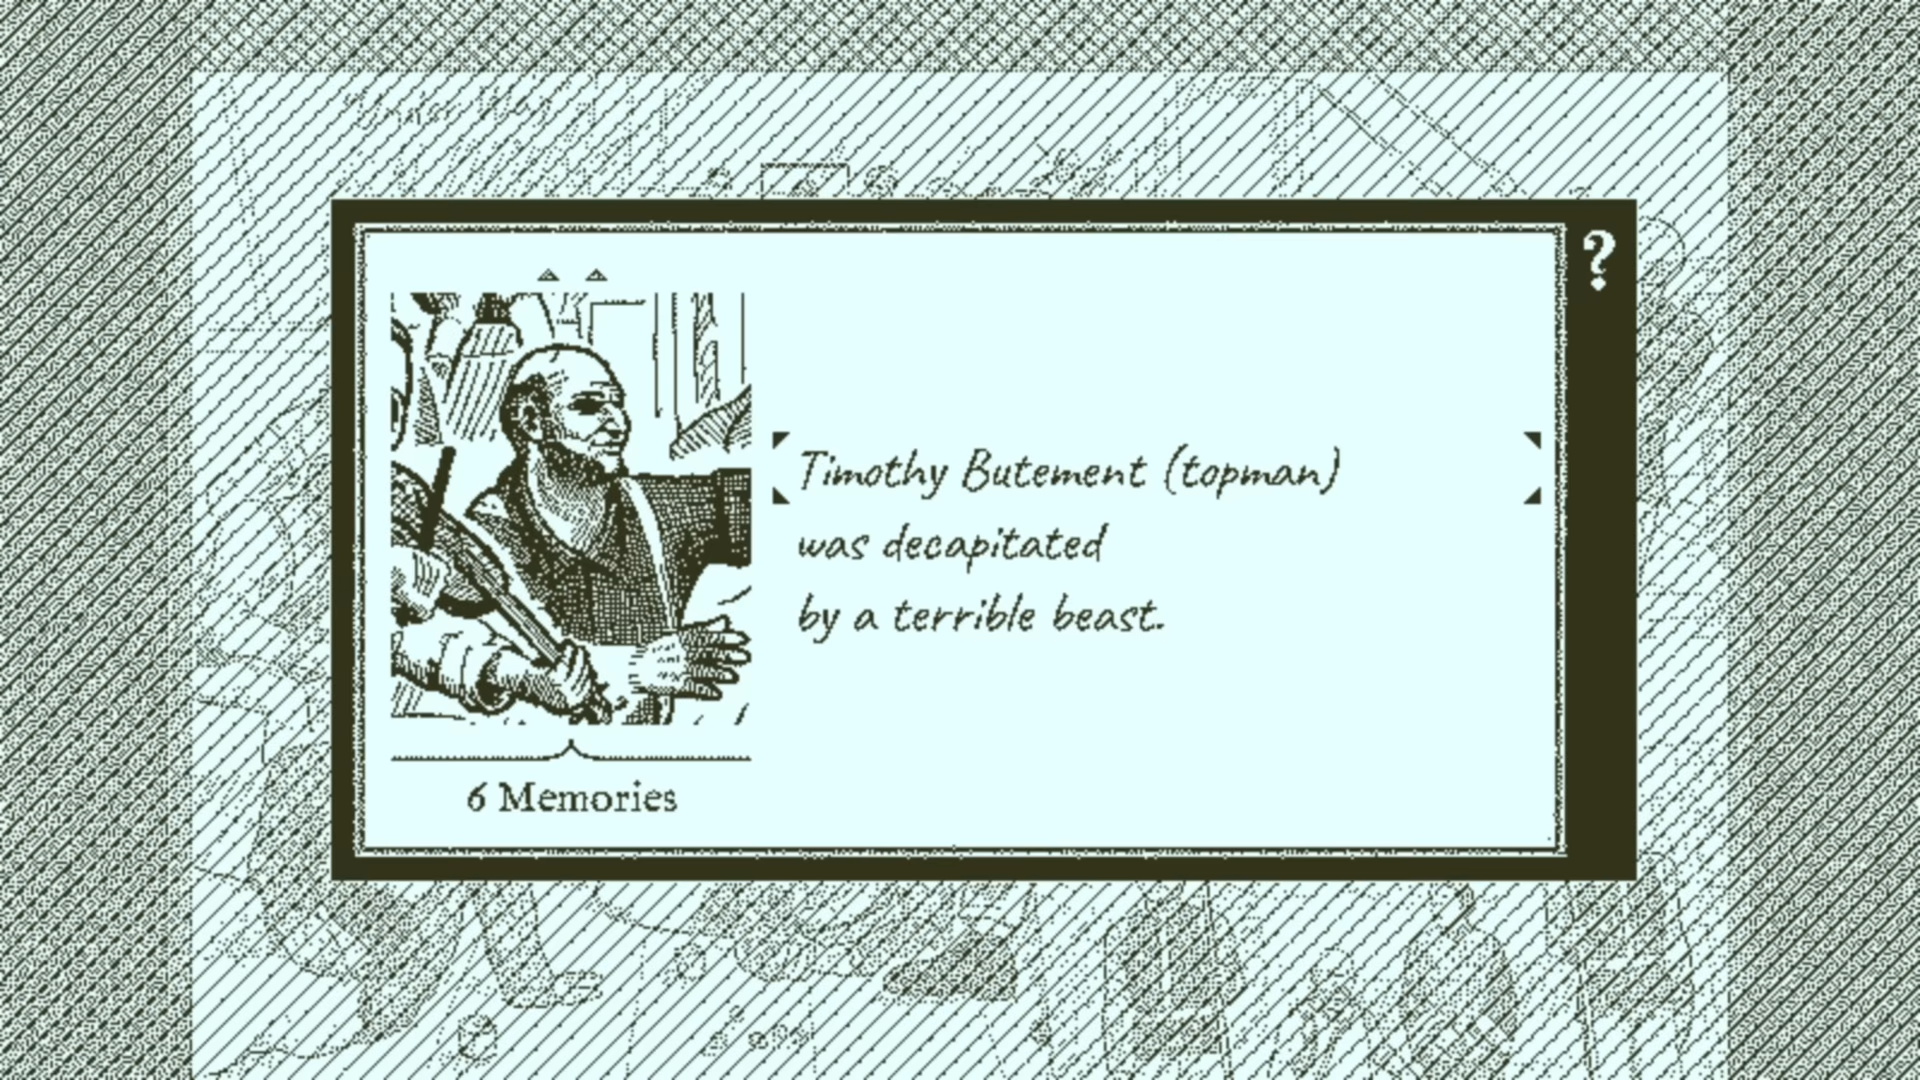 ?
Timothy Butement (topman)
was decapitated
by a terrible beast.
6 Memories